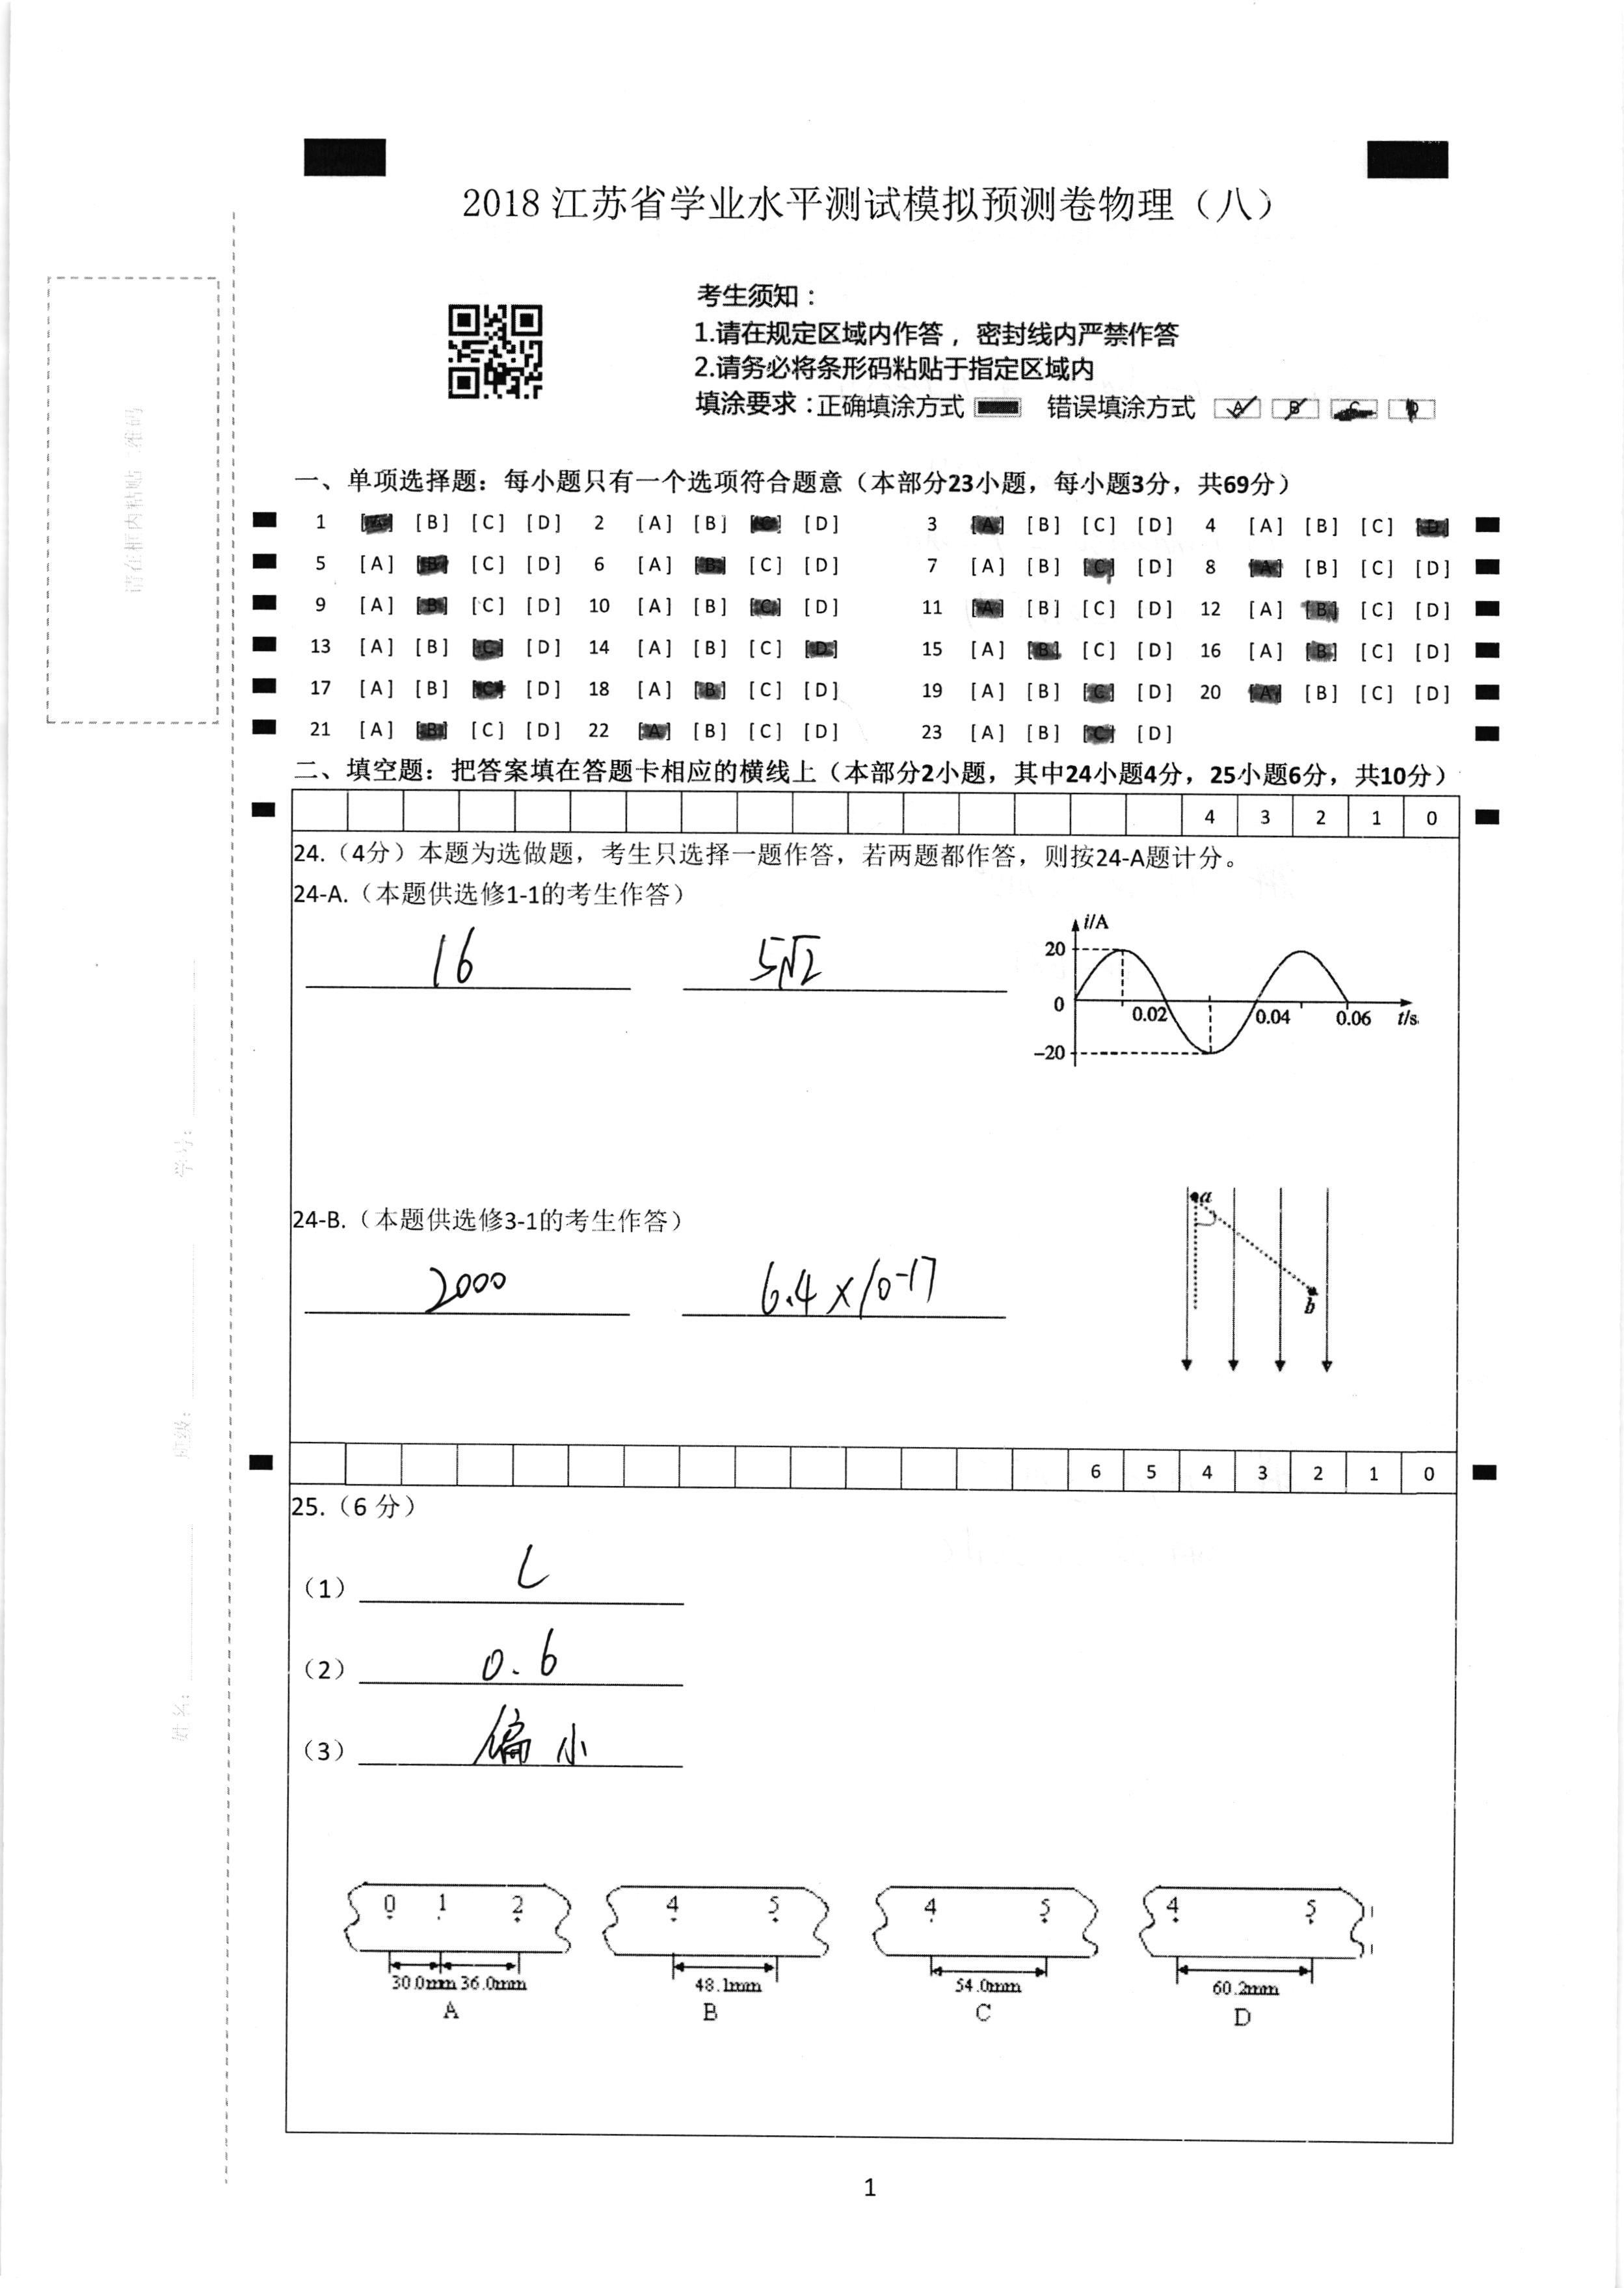 2018 江苏省学业水平测试模拟预测卷物理（八）
考生须知：
1.请在规定区域内作答，密封线内严禁作答
2.请务必将条形码粘贴于指定区域内
填涂要求：正确填涂方式 错误填涂方式 A B C D
请在框内粘贴二维码
学号：
班级：
姓名：
一、单项选择题：每小题只有一个选项符合题意（本部分23小题，每小题3分，共69分）
1 [A] [B] [C] [D] 2 [A] [B] [C] [D] 3 [A] [B] [C] [D] 4 [A] [B] [C] [D]
5 [A] [B] [C] [D] 6 [A] [B] [C] [D] 7 [A] [B] [C] [D] 8 [A] [B] [C] [D]
9 [A] [B] [C] [D] 10 [A] [B] [C] [D] 11 [A] [B] [C] [D] 12 [A] [B] [C] [D]
13 [A] [B] [C] [D] 14 [A] [B] [C] [D] 15 [A] [B] [C] [D] 16 [A] [B] [C] [D]
17 [A] [B] [C] [D] 18 [A] [B] [C] [D] 19 [A] [B] [C] [D] 20 [A] [B] [C] [D]
21 [A] [B] [C] [D] 22 [A] [B] [C] [D] 23 [A] [B] [C] [D]
二、填空题：把答案填在答题卡相应的横线上（本部分2小题，其中24小题4分，25小题6分，共10分）
4 3 2 1 0
24.（4分）本题为选做题，考生只选择一题作答，若两题都作答，则按24-A题计分。
24-A.（本题供选修1-1的考生作答）
16 5√2
i/A
20
0 0.02 0.04 0.06 t/s
-20
24-B.（本题供选修3-1的考生作答）
2000 6.4×10-17
a
b
6 5 4 3 2 1 0
25.（6 分）
（1） C
（2） 0.6
（3） 偏小
0 1 2 4 5 4 5 4 5
30.0mm 36.0mm 48.1mm 54.0mm 60.2mm
A B C D
1